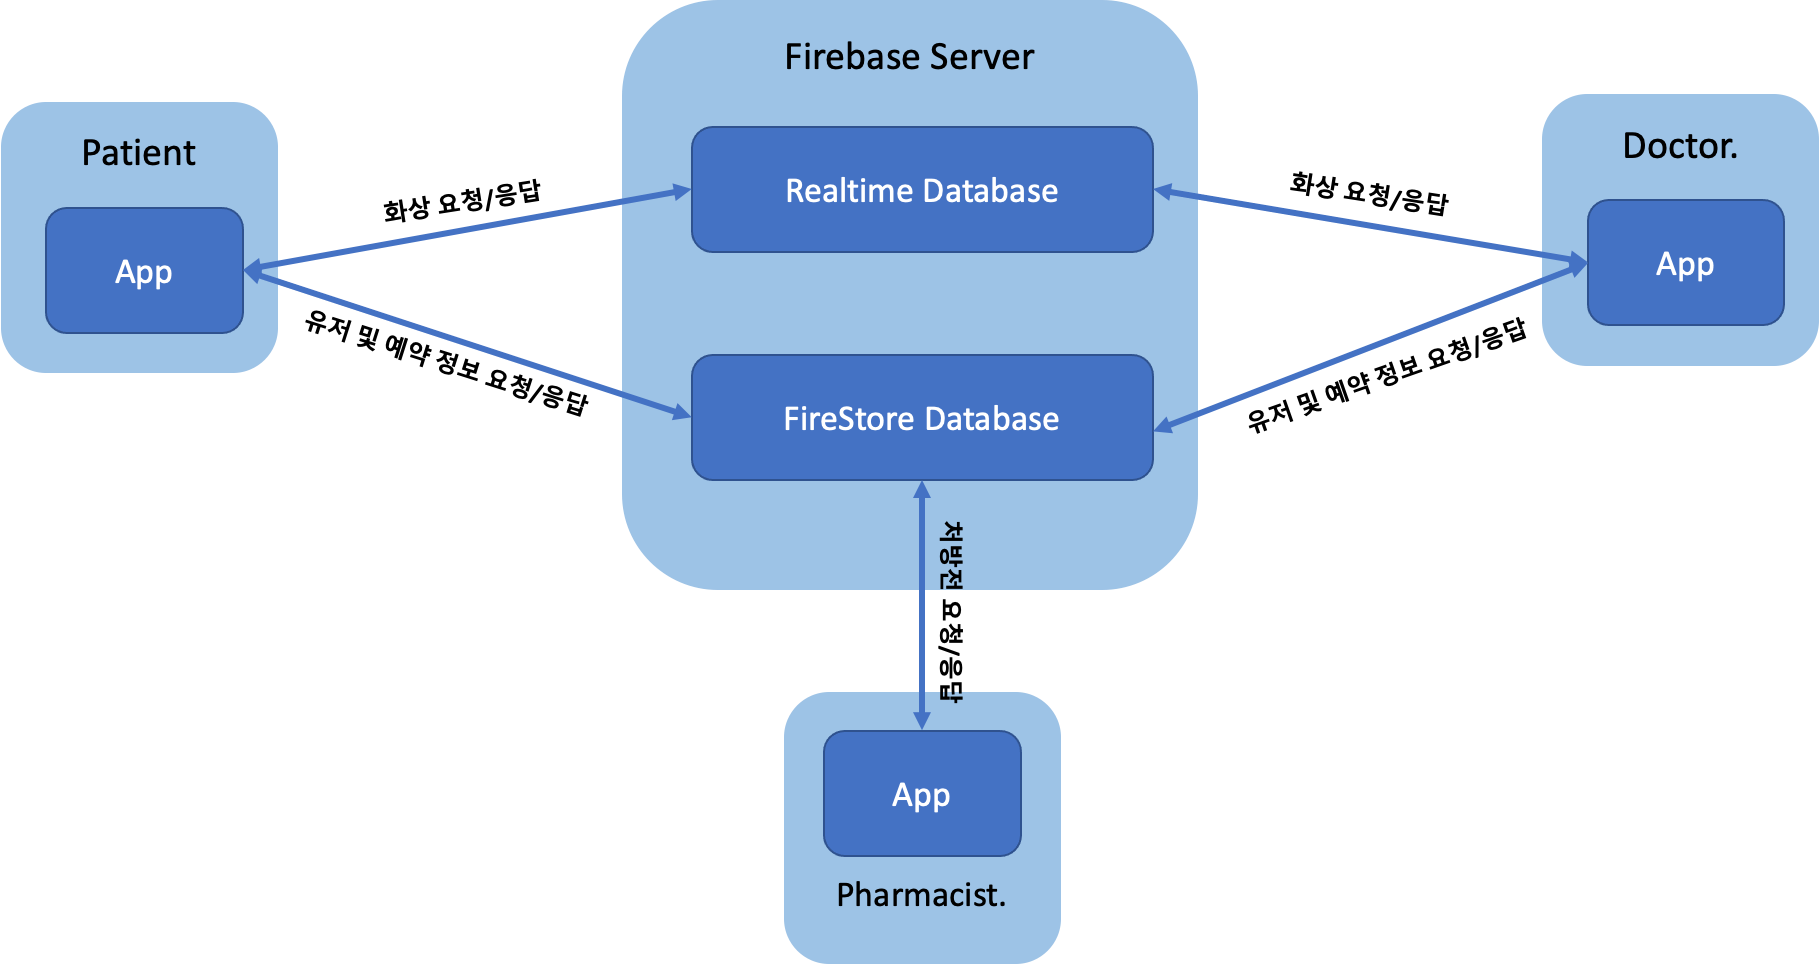 Firebase Server
Patient
Doctor.
Realtime Database
화상 요청/응답
화상 요청/응답
App
App
유저 및 예약 정보 요청/응답
유저 및 예약 정보 요청/응답
FireStore Database
처방전 요청/응답
App
Pharmacist.